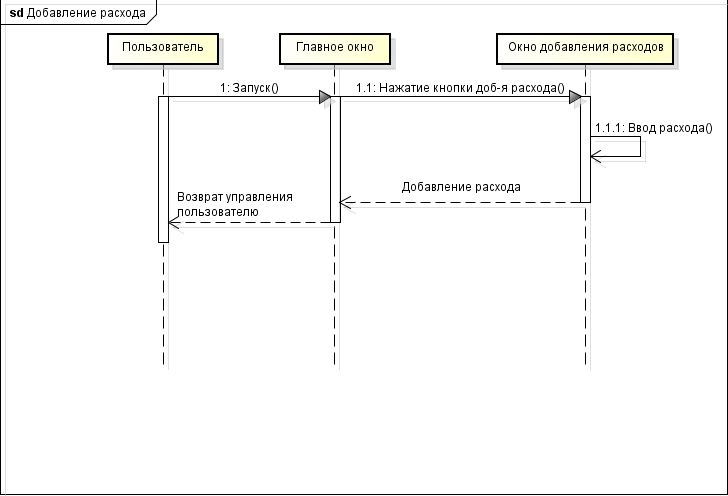 sd Добавление расхода
Пользователь
Главное окно
Окно добавления расходов
1: Запуск()
1.1: Нажатие кнопки доб-я расхода()
1.1.1: Ввод расхода()
Добавление расхода
Возврат управления
пользователю